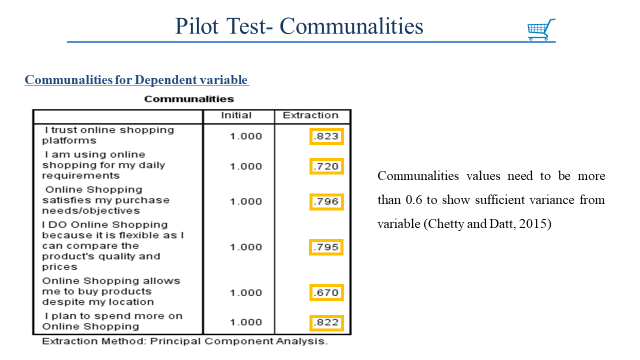 Pilot Test- Communalities
Communalities for Dependent variable
Communalities
Initial Extraction
I trust online shopping
platforms 1.000 .823
I am using online
shopping for my daily
requirements 1.000 .720
Online Shopping
satisfies my purchase
needs/objectives 1.000 .796
I DO Online Shopping
because it is flexible as I
can compare the
product's quality and
prices 1.000 .795
Online Shopping allows
me to buy products
despite my location 1.000 .670
I plan to spend more on
Online Shopping 1.000 .822
Extraction Method: Principal Component Analysis.
Communalities values need to be more
than 0.6 to show sufficient variance from
variable (Chetty and Datt, 2015)